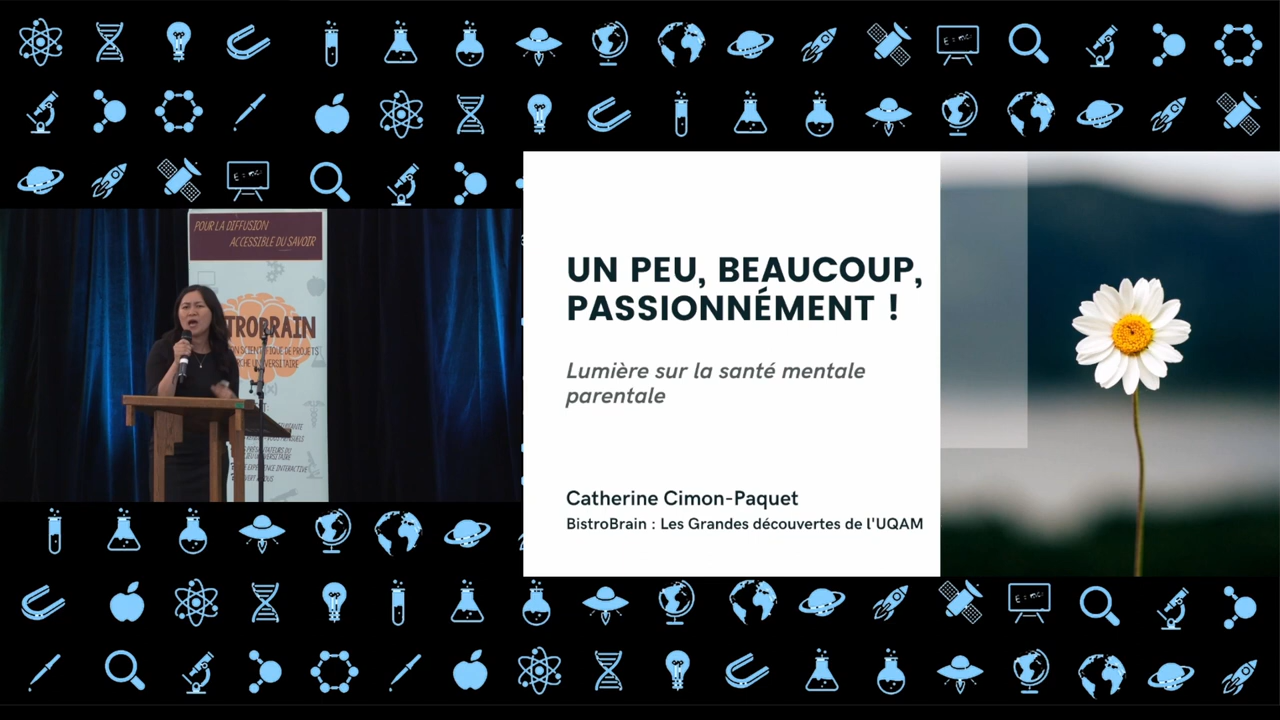 POUR LA DIFFUSION
ACCESSIBLE DU SAVOIR
TROBRAIN
UN PEU, BEAUCOUP,
PASSIONNÉMENT !
Lumière sur la santé mentale
parentale
Catherine Cimon-Paquet
BistroBrain : Les Grandes découvertes de l'UQAM